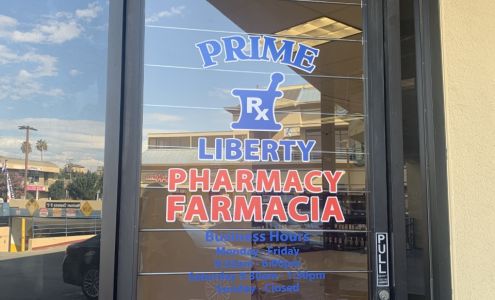 PRIME
Rx
LIBERTY
PHARMACY
FARMACIA
Business Hours
Monday - Friday
Sunday - Closed
PULL